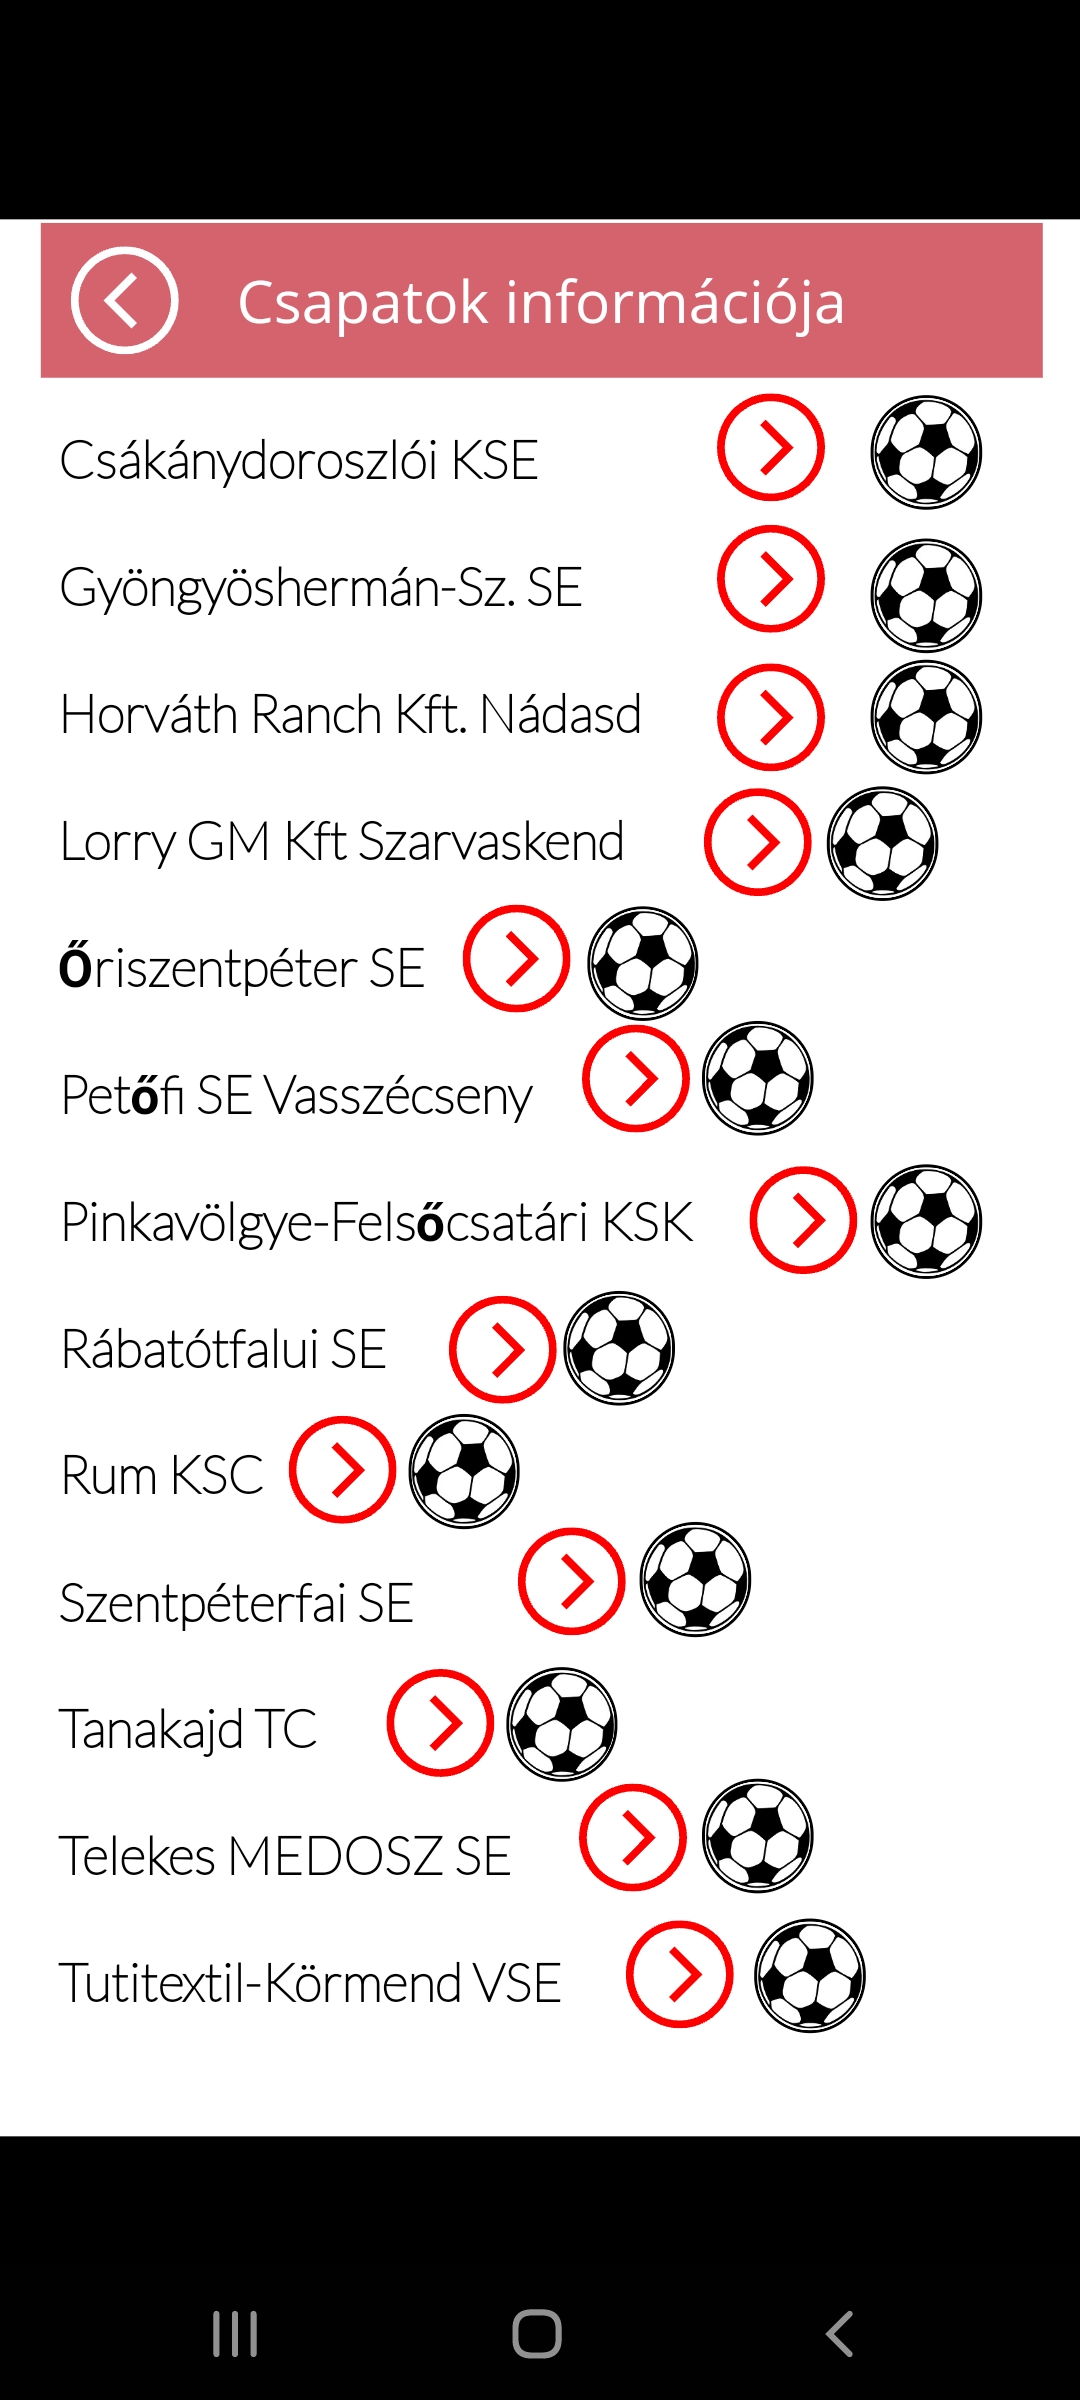 Csapatok információja
Csákánydoroszlói KSE
Gyöngyöshermán-Sz. SE
Horváth Ranch Kft. Nádasd
Lorry GM Kft Szarvaskend
Őriszentpéter SE
Petőfi SE Vasszécseny
Pinkavölgye-Felsőcsatári KSK
Rábatótfalui SE
Rum KSC
Szentpéterfai SE
Tanakajd TC
Telekes MEDOSZ SE
Tutitextil-Körmend VSE